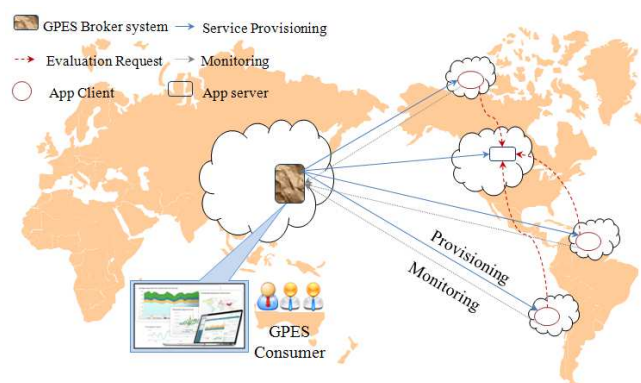 GPES Broker system
Service Provisioning
Evaluation Request
Monitoring
App Client
App server
Provisioning
Monitoring
GPES
Consumer